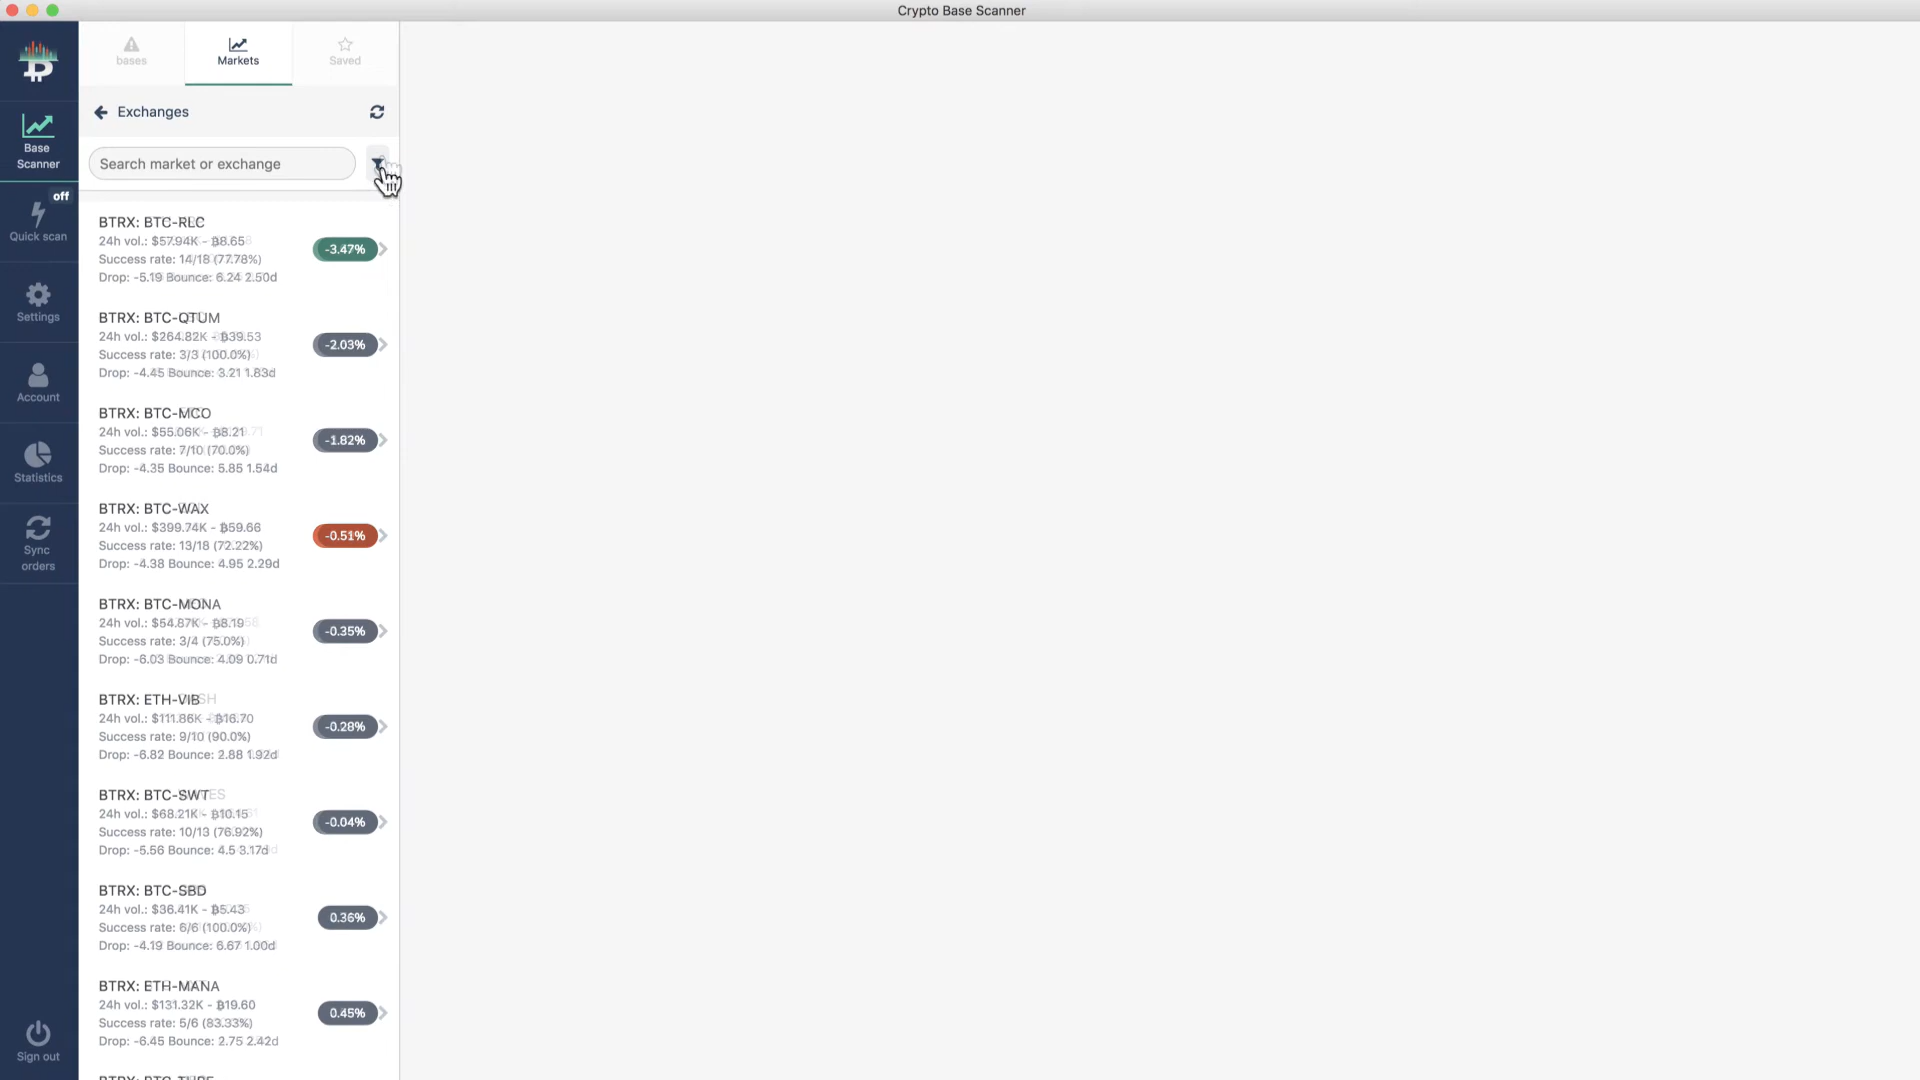 Crypto Base Scanner
bases
Markets
Saved
Exchanges
Search market or exchange
Base
Scanner
off
Quick scan
Settings
Account
Statistics
Sync
orders
Sign out
BTRX: BTC-RLC
24h vol.: $57.94K - ₿8.65
Success rate: 14/18 (77.78%)
Drop: -5.19 Bounce: 6.24 2.50d
-3.47%
BTRX: BTC-QTUM
24h vol.: $264.82K - ₿39.53
Success rate: 3/3 (100.0%)
Drop: -4.45 Bounce: 3.21 1.83d
-2.03%
BTRX: BTC-MCO
24h vol.: $55.06K - ₿8.21
Success rate: 7/10 (70.0%)
Drop: -4.35 Bounce: 5.85 1.54d
-1.82%
BTRX: BTC-WAX
24h vol.: $399.74K - ₿59.66
Success rate: 13/18 (72.22%)
Drop: -4.38 Bounce: 4.95 2.29d
-0.51%
BTRX: BTC-MONA
24h vol.: $54.87K - ₿8.19
Success rate: 3/4 (75.0%)
Drop: -6.03 Bounce: 4.09 0.71d
-0.35%
BTRX: ETH-VIB
24h vol.: $111.86K - ₿16.70
Success rate: 9/10 (90.0%)
Drop: -6.82 Bounce: 2.88 1.92d
-0.28%
BTRX: BTC-SWT
24h vol.: $68.21K - ₿10.15
Success rate: 10/13 (76.92%)
Drop: -5.56 Bounce: 4.5 3.17d
-0.04%
BTRX: BTC-SBD
24h vol.: $36.41K - ₿5.43
Success rate: 6/6 (100.0%)
Drop: -4.19 Bounce: 6.67 1.00d
0.36%
BTRX: ETH-MANA
24h vol.: $131.32K - ₿19.60
Success rate: 5/6 (83.33%)
Drop: -6.45 Bounce: 2.75 2.42d
0.45%